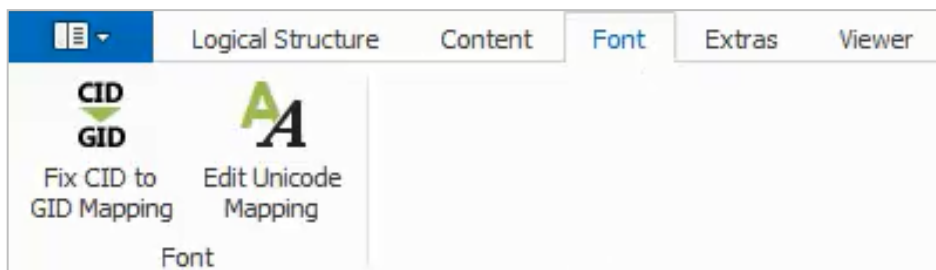 Logical Structure Content Font Extras Viewer
CID
GID
Fix CID to
GID Mapping
Edit Unicode
Mapping
Font